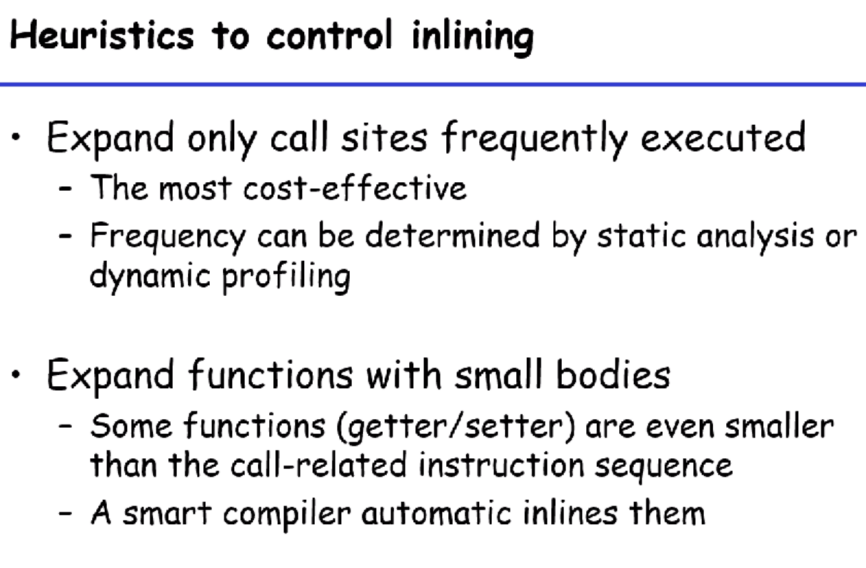 Heuristics to control inlining
• Expand only call sites frequently executed
- The most cost-effective
- Frequency can be determined by static analysis or
dynamic profiling
• Expand functions with small bodies
- Some functions (getter/setter) are even smaller
than the call-related instruction sequence
- A smart compiler automatic inlines them